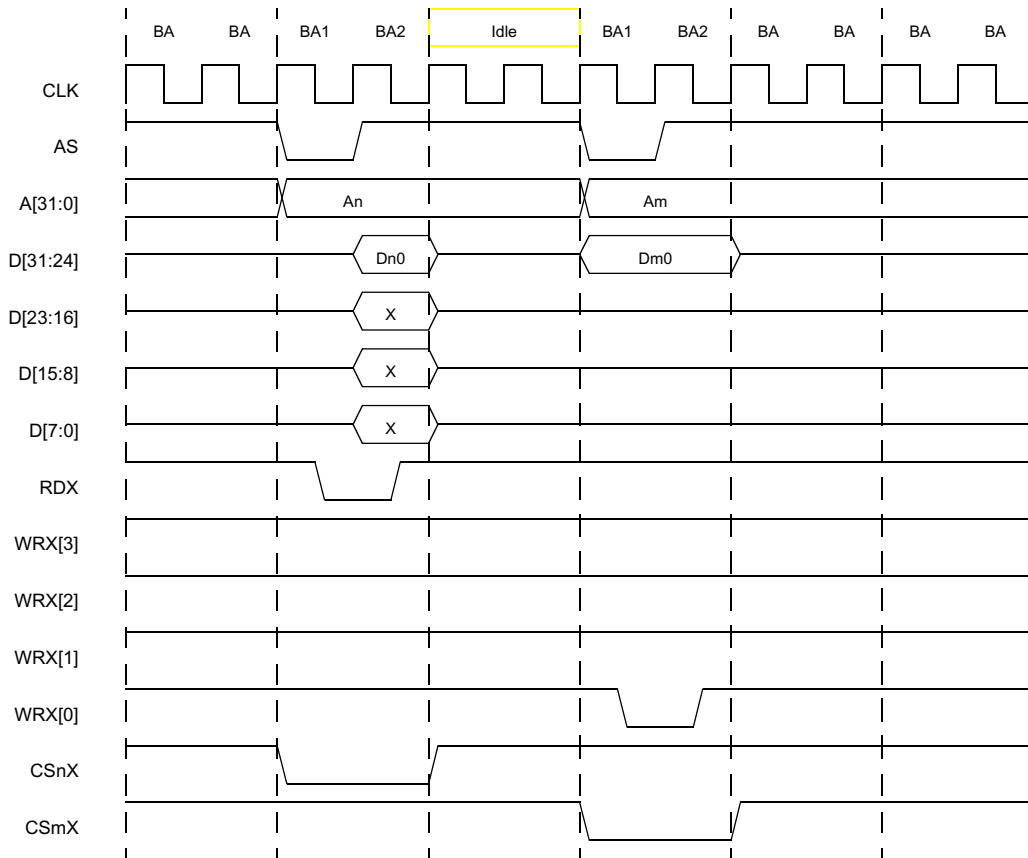 BA BA BA1 BA2 Idle BA1 BA2 BA BA BA BA
CLK
AS
A[31:0] An Am
D[31:24] Dn0 Dm0
D[23:16] X
D[15:8] X
D[7:0] X
RDX
WRX[3]
WRX[2]
WRX[1]
WRX[0]
CSnX
CSmX